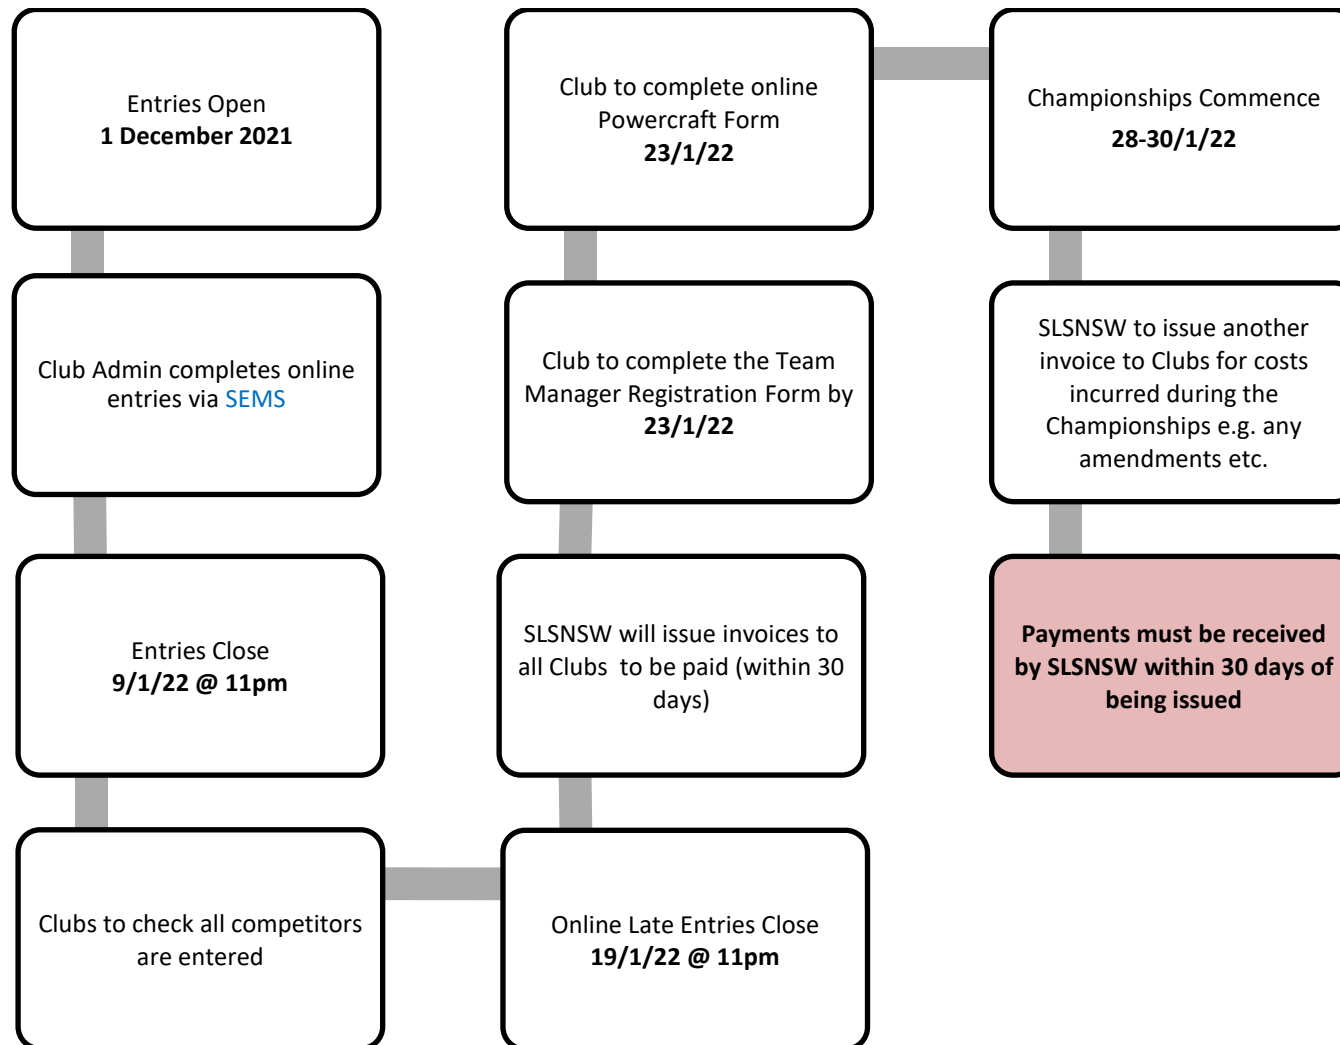 Entries Open
1 December 2021
Club Admin completes online
entries via SEMS
Entries Close
9/1/22 @ 11pm
Clubs to check all competitors
are entered
Online Late Entries Close
19/1/22 @ 11pm
SLSNSW will issue invoices to
all Clubs to be paid (within 30
days)
Club to complete the Team
Manager Registration Form by
23/1/22
Club to complete online
Powercraft Form
23/1/22
Championships Commence
28-30/1/22
SLSNSW to issue another
invoice to Clubs for costs
incurred during the
Championships e.g. any
amendments etc.
Payments must be received
by SLSNSW within 30 days of
being issued